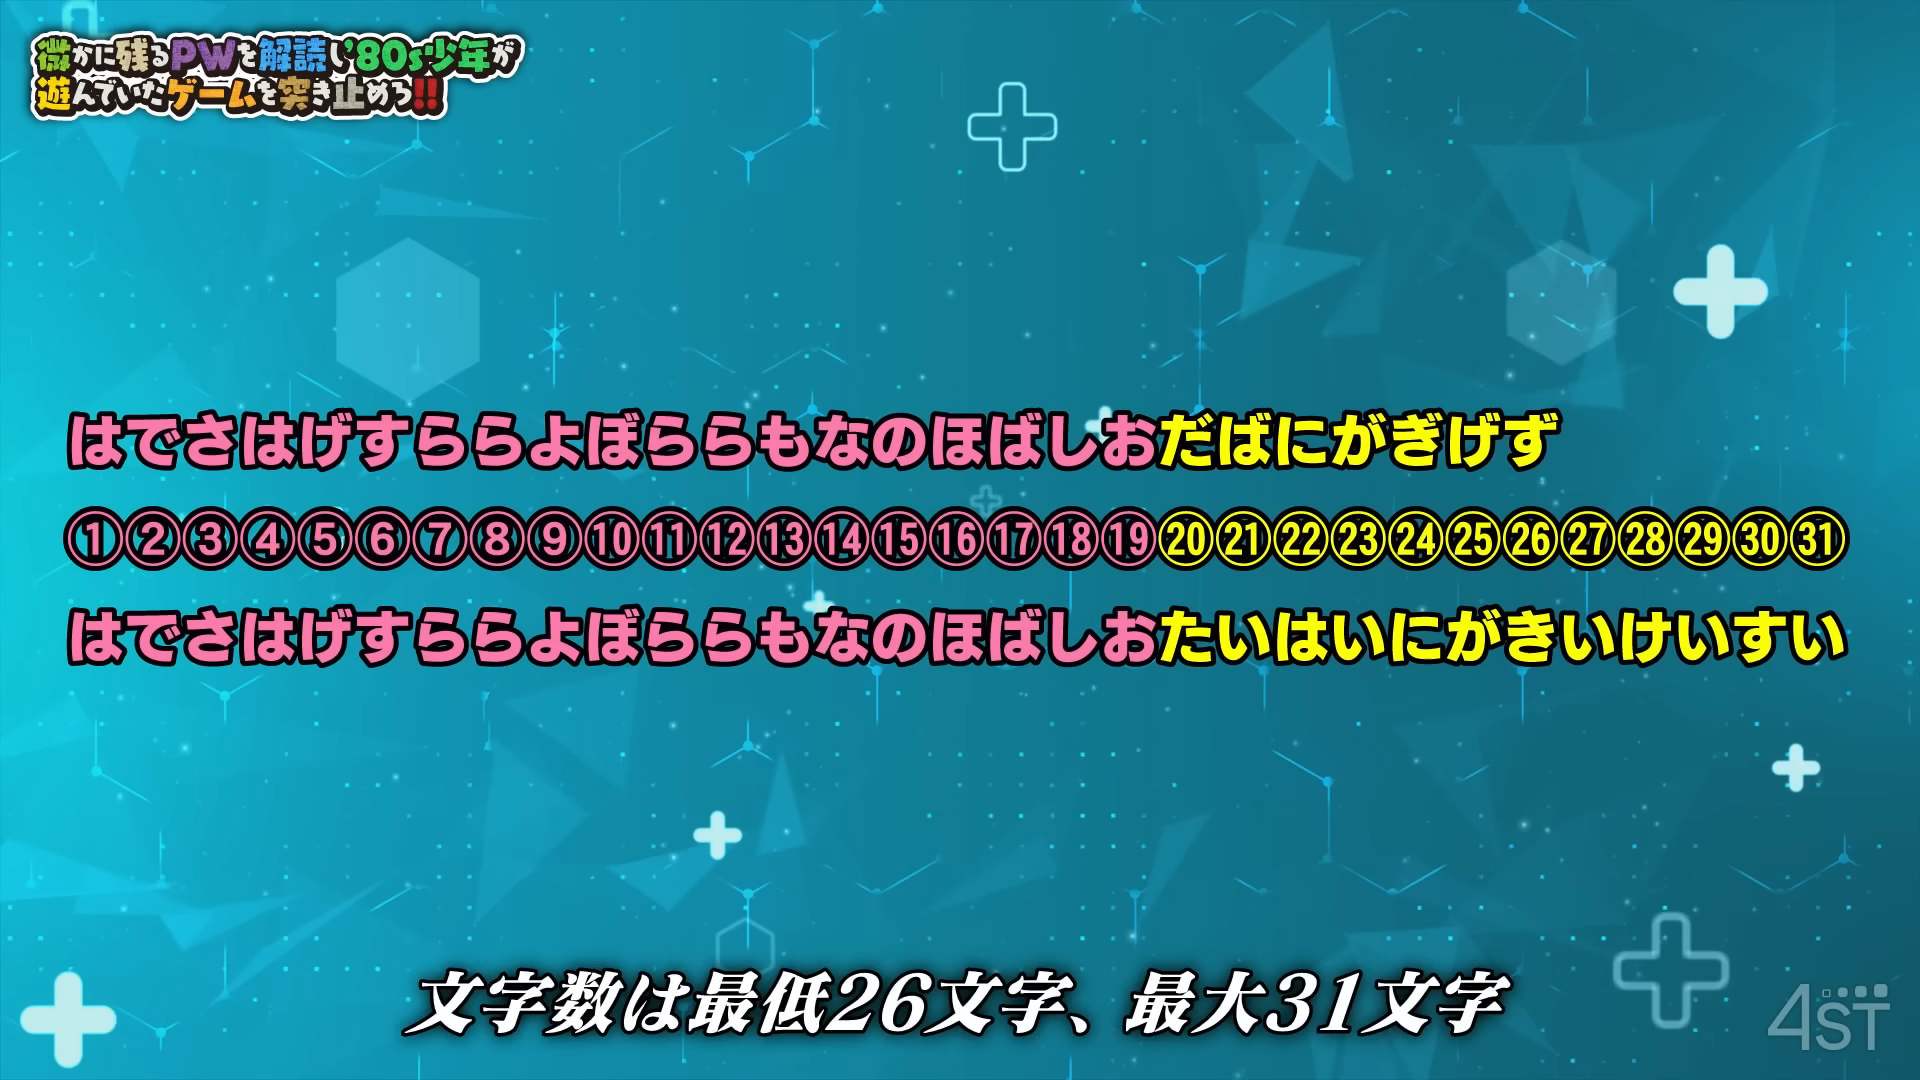 微かに残るPWを解読し'80s少年が
遊んでいたゲームを突き止めろ!!
はでさはげすららよぼららもなのほばしおだばにがぎげず
①②③④⑤⑥⑦⑧⑨⑩⑪⑫⑬⑭⑮⑯⑰⑱⑲⑳㉑㉒㉓㉔㉕㉖㉗㉘㉙㉚㉛
はでさはげすららよぼららもなのほばしおたいはいにがきいけいすい
文字数は最低26文字、最大31文字
4ST